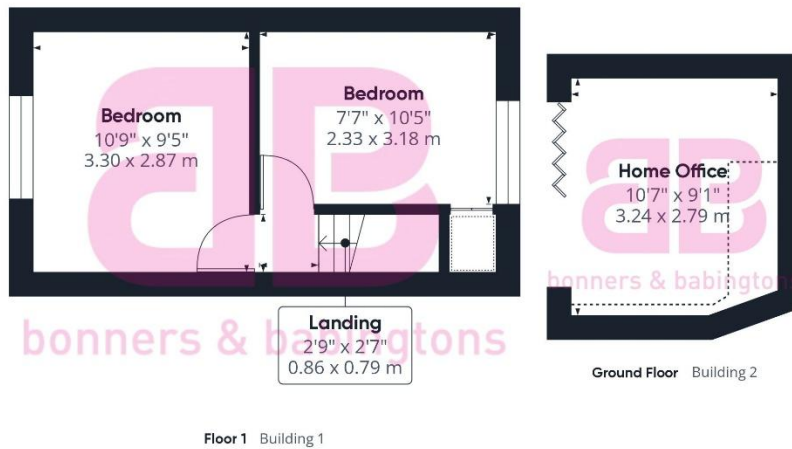 Bedroom
10'9" x 9'5"
3.30 x 2.87 m
Bedroom
7'7" x 10'5"
2.33 x 3.18 m
Landing
2'9" x 2'7"
0.86 x 0.79 m
bonners & babingtons
Floor 1 Building 1
Home Office
10'7" x 9'1"
3.24 x 2.79 m
bonners & babingtons
Ground Floor Building 2